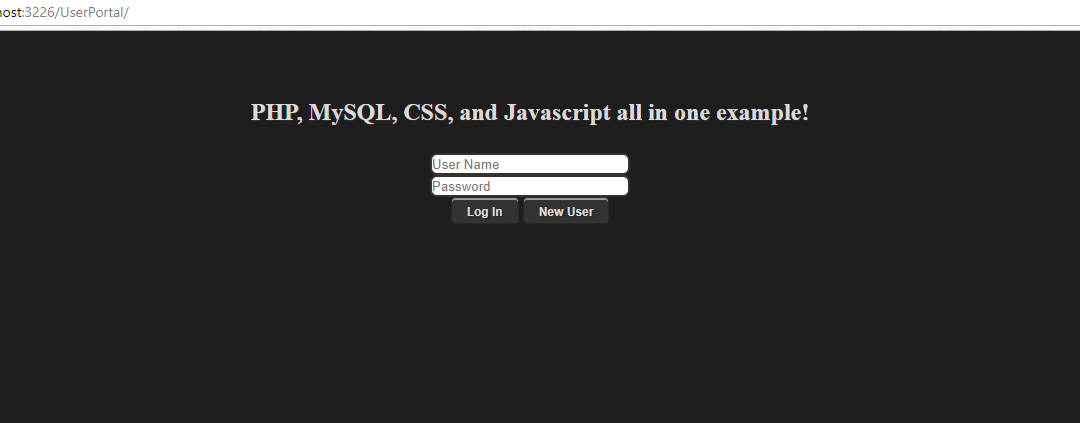 host:3226/UserPortal/
PHP, MySQL, CSS, and Javascript all in one example!
User Name
Password
Log In New User